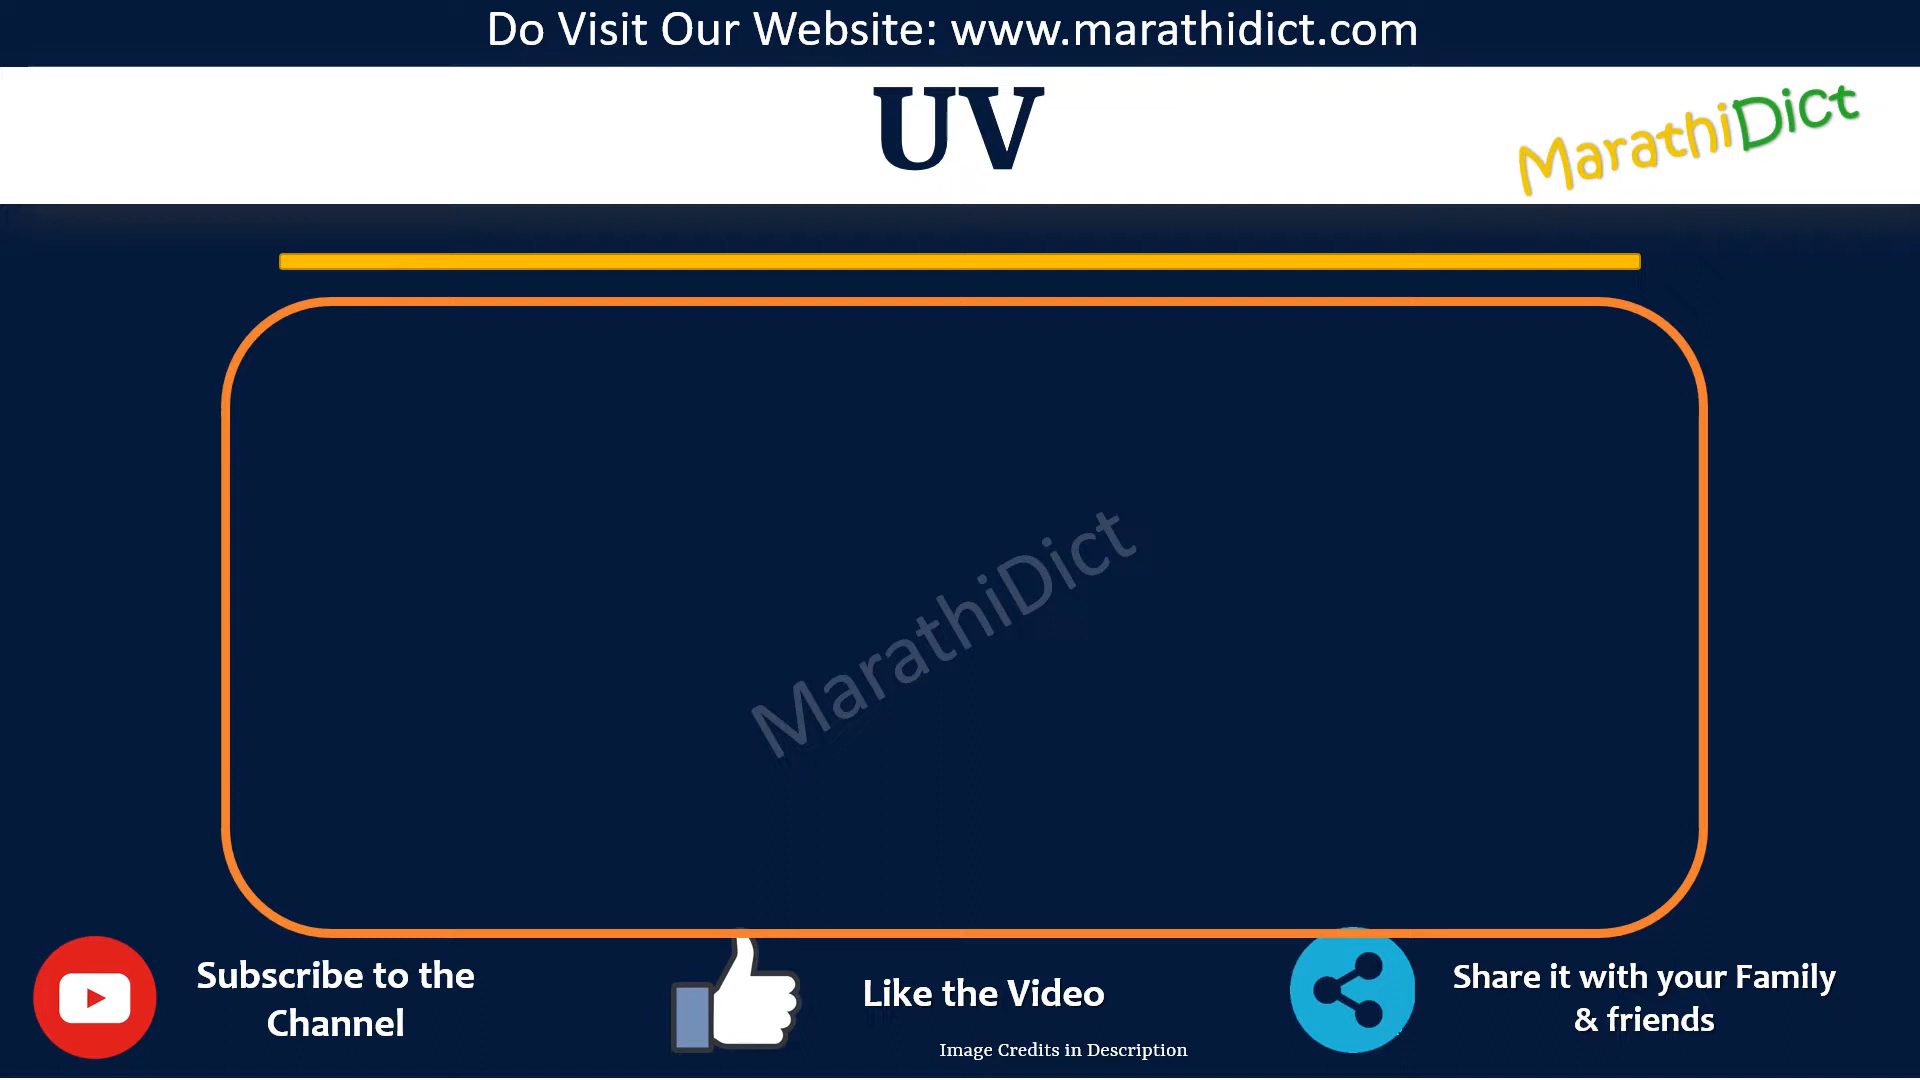 Do Visit Our Website: www.marathidict.com
UV
MarathiDict
MarathiDict
Subscribe to the
Channel
Like the Video
Share it with your Family
& friends
Image Credits in Description